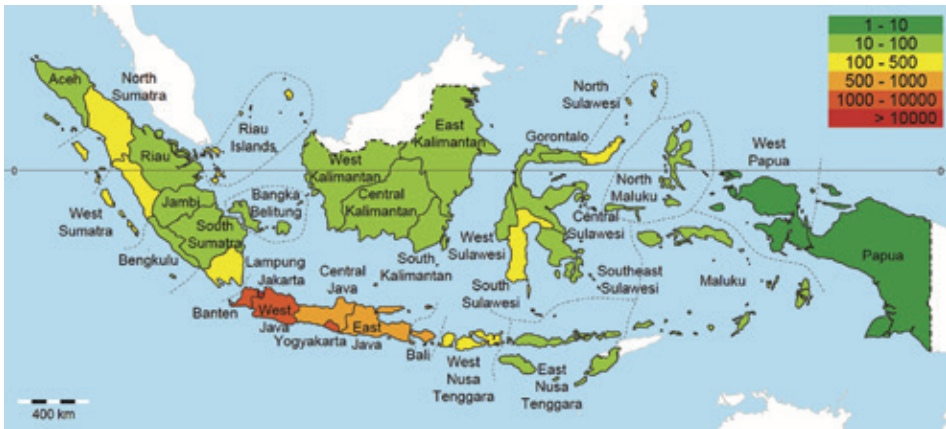 1 - 10
10 - 100
100 - 500
500 - 1000
1000 - 10000
> 10000
Aceh
North
Sumatra
Riau
Islands
Riau
Jambi
West
Sumatra
South
Sumatra
Bengkulu
Bangka
Belitung
Lampung
Jakarta
Banten
West
Java
Central
Java
Yogyakarta
East
Java
Bali
West
Kalimantan
Central
Kalimantan
East
Kalimantan
South
Kalimantan
North
Sulawesi
Gorontalo
West
Sulawesi
Central
Sulawesi
South
Sulawesi
Southeast
Sulawesi
North
Maluku
Maluku
West
Papua
Papua
West
Nusa
Tenggara
East
Nusa
Tenggara
0
0
400 km